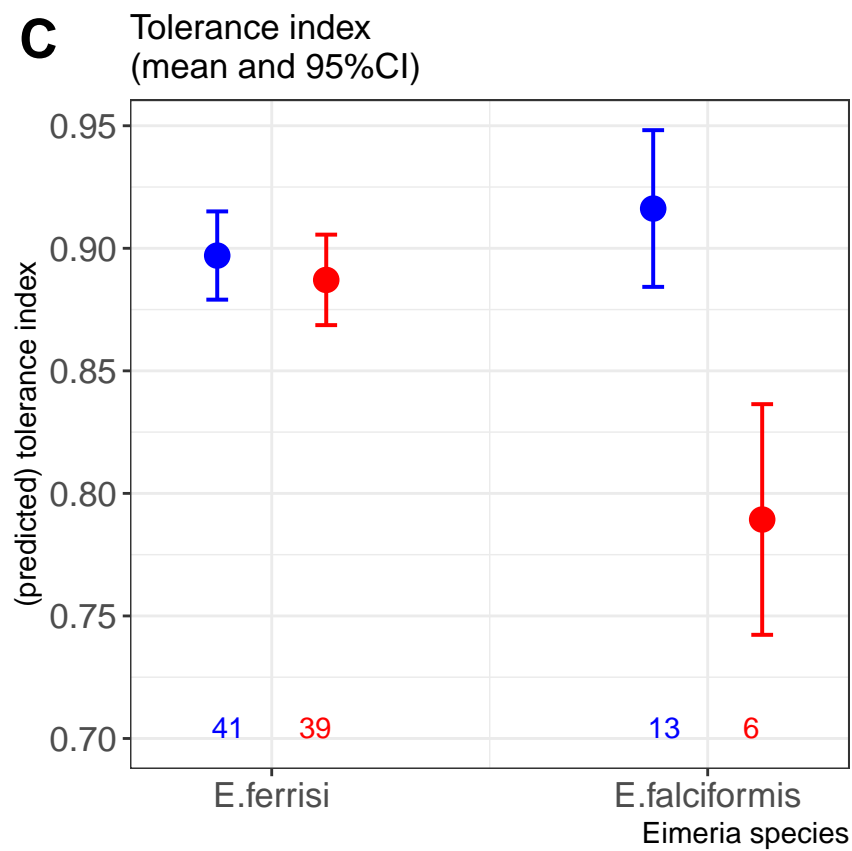 C
Tolerance index
(mean and 95%CI)
(predicted) tolerance index
0.95
0.90
0.85
0.80
0.75
0.70
41 39 13 6
E.ferrisi E.falciformis
Eimeria species